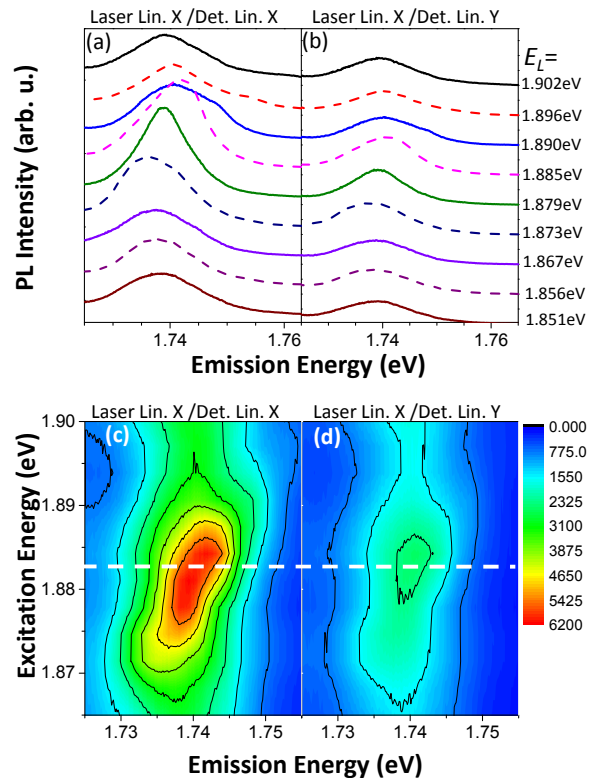 Laser Lin. X /Det. Lin. X
Laser Lin. X /Det. Lin. Y
(a)
(b)
E_L=
1.902eV
1.896eV
1.890eV
1.885eV
1.879eV
1.873eV
1.867eV
1.856eV
1.851eV
PL Intensity (arb. u.)
1.74
1.76
1.74
1.76
Emission Energy (eV)
Laser Lin. X /Det. Lin. X
Laser Lin. X /Det. Lin. Y
(c)
(d)
1.90
1.89
1.88
1.87
Excitation Energy (eV)
0.000
775.0
1550
2325
3100
3875
4650
5425
6200
1.73
1.74
1.75
1.73
1.74
1.75
Emission Energy (eV)